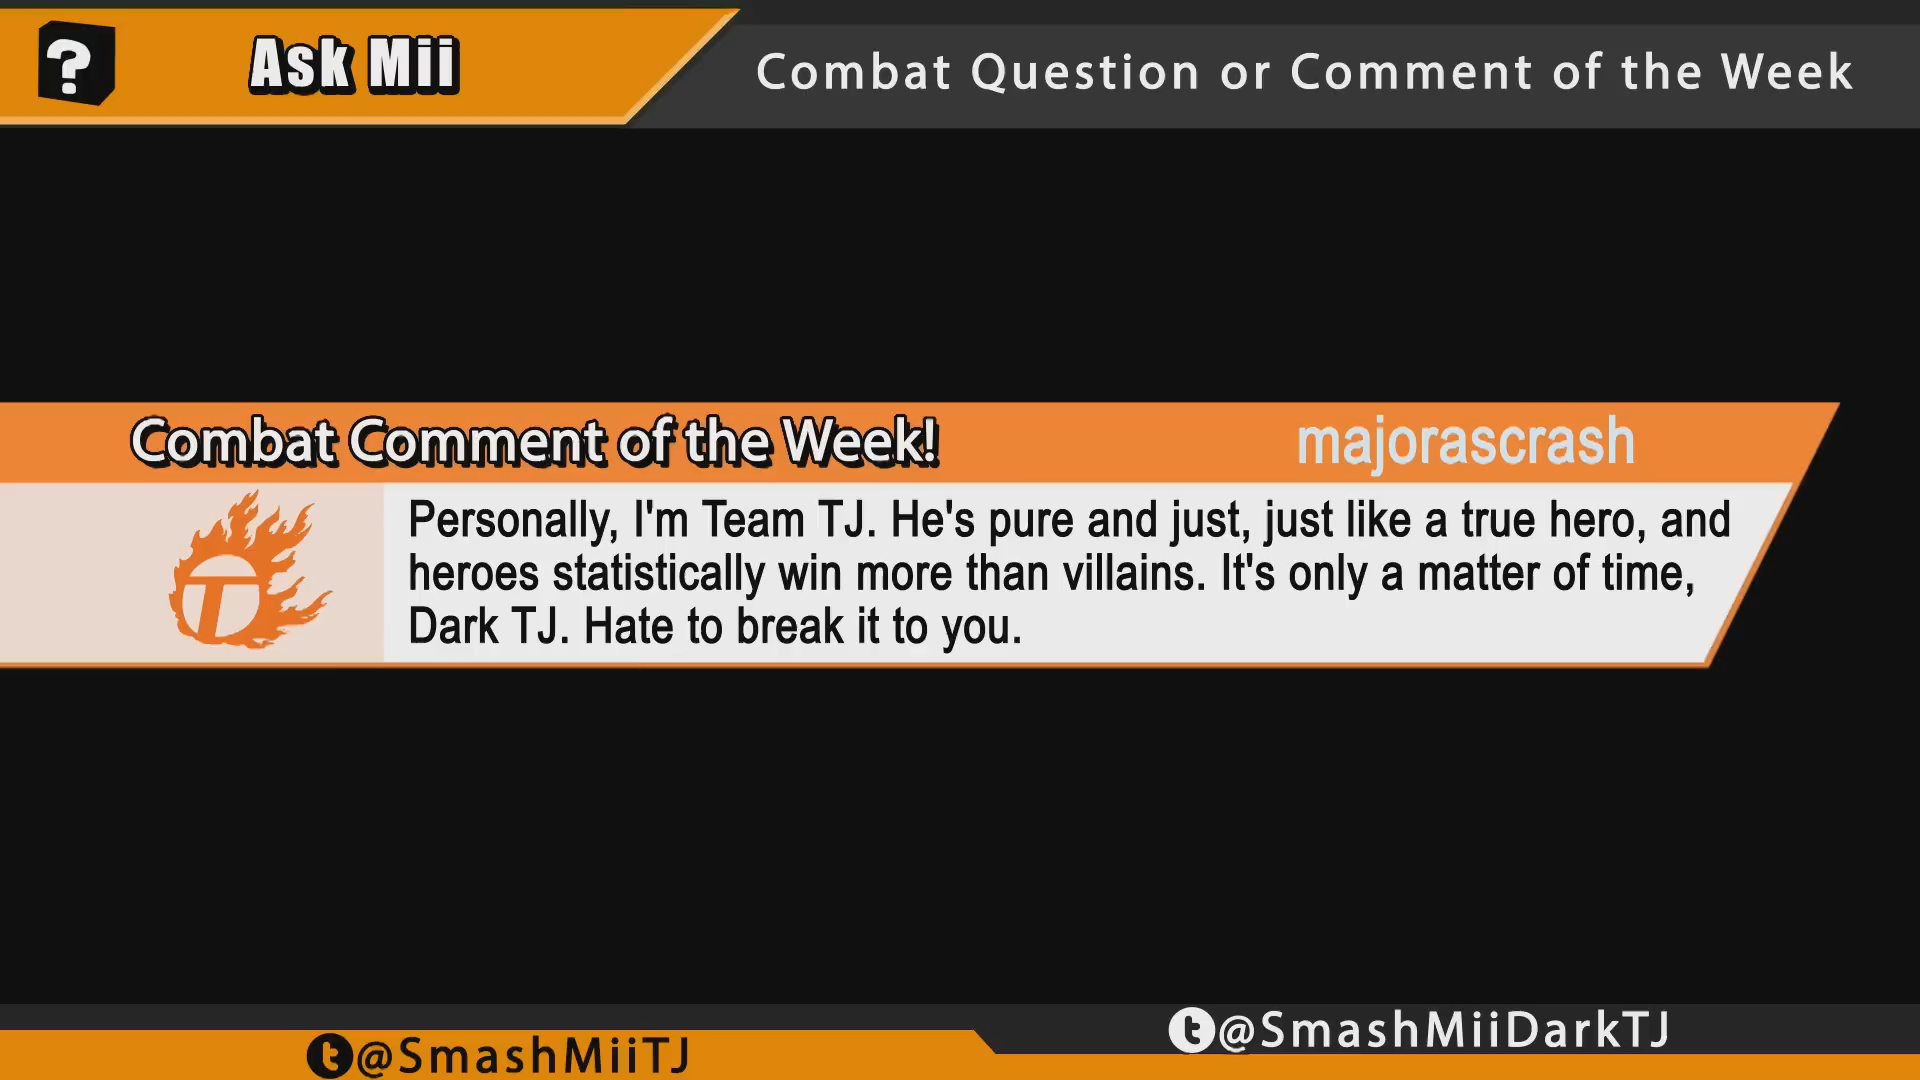 ?
Ask Mii
Combat Question or Comment of the Week
Combat Comment of the Week!
majorascrash
T
Personally, I'm Team TJ. He's pure and just, just like a true hero, and
heroes statistically win more than villains. It's only a matter of time,
Dark TJ. Hate to break it to you.
t@SmashMiiTJ
t@SmashMiiDarkTJ